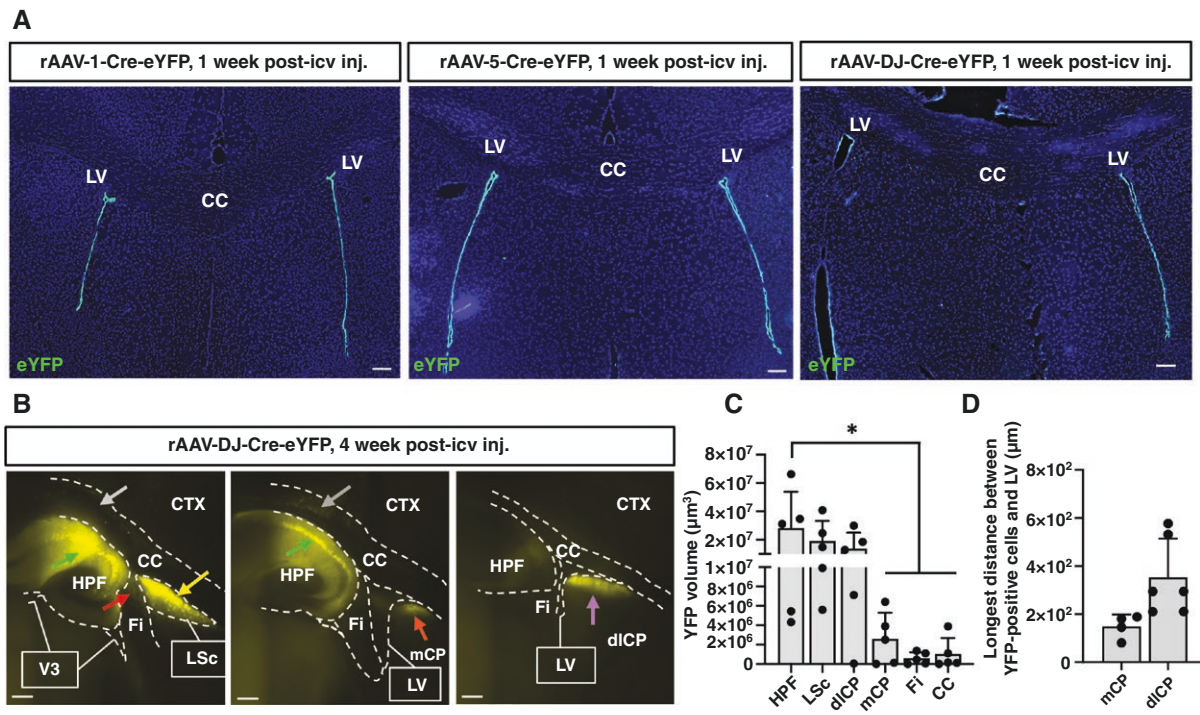 A
rAAV-1-Cre-eYFP, 1 week post-icv inj.
rAAV-5-Cre-eYFP, 1 week post-icv inj.
rAAV-DJ-Cre-eYFP, 1 week post-icv inj.
LV
LV
CC
eYFP
LV
LV
CC
eYFP
LV
LV
CC
eYFP
B
rAAV-DJ-Cre-eYFP, 4 week post-icv inj.
CTX
CC
HPF
Fi
V3
LSc
CTX
CC
HPF
Fi
mCP
LV
CTX
CC
HPF
Fi
dlCP
LV
C
YFP volume (µm³)
8×10⁷
6×10⁷
4×10⁷
2×10⁷
1×10⁷
8×10⁶
6×10⁶
4×10⁶
2×10⁶
0
*
HPF
LSc
dlCP
mCP
Fi
CC
D
Longest distance between
YFP-positive cells and LV (µm)
8×10²
6×10²
4×10²
2×10²
0
mCP
dlCP